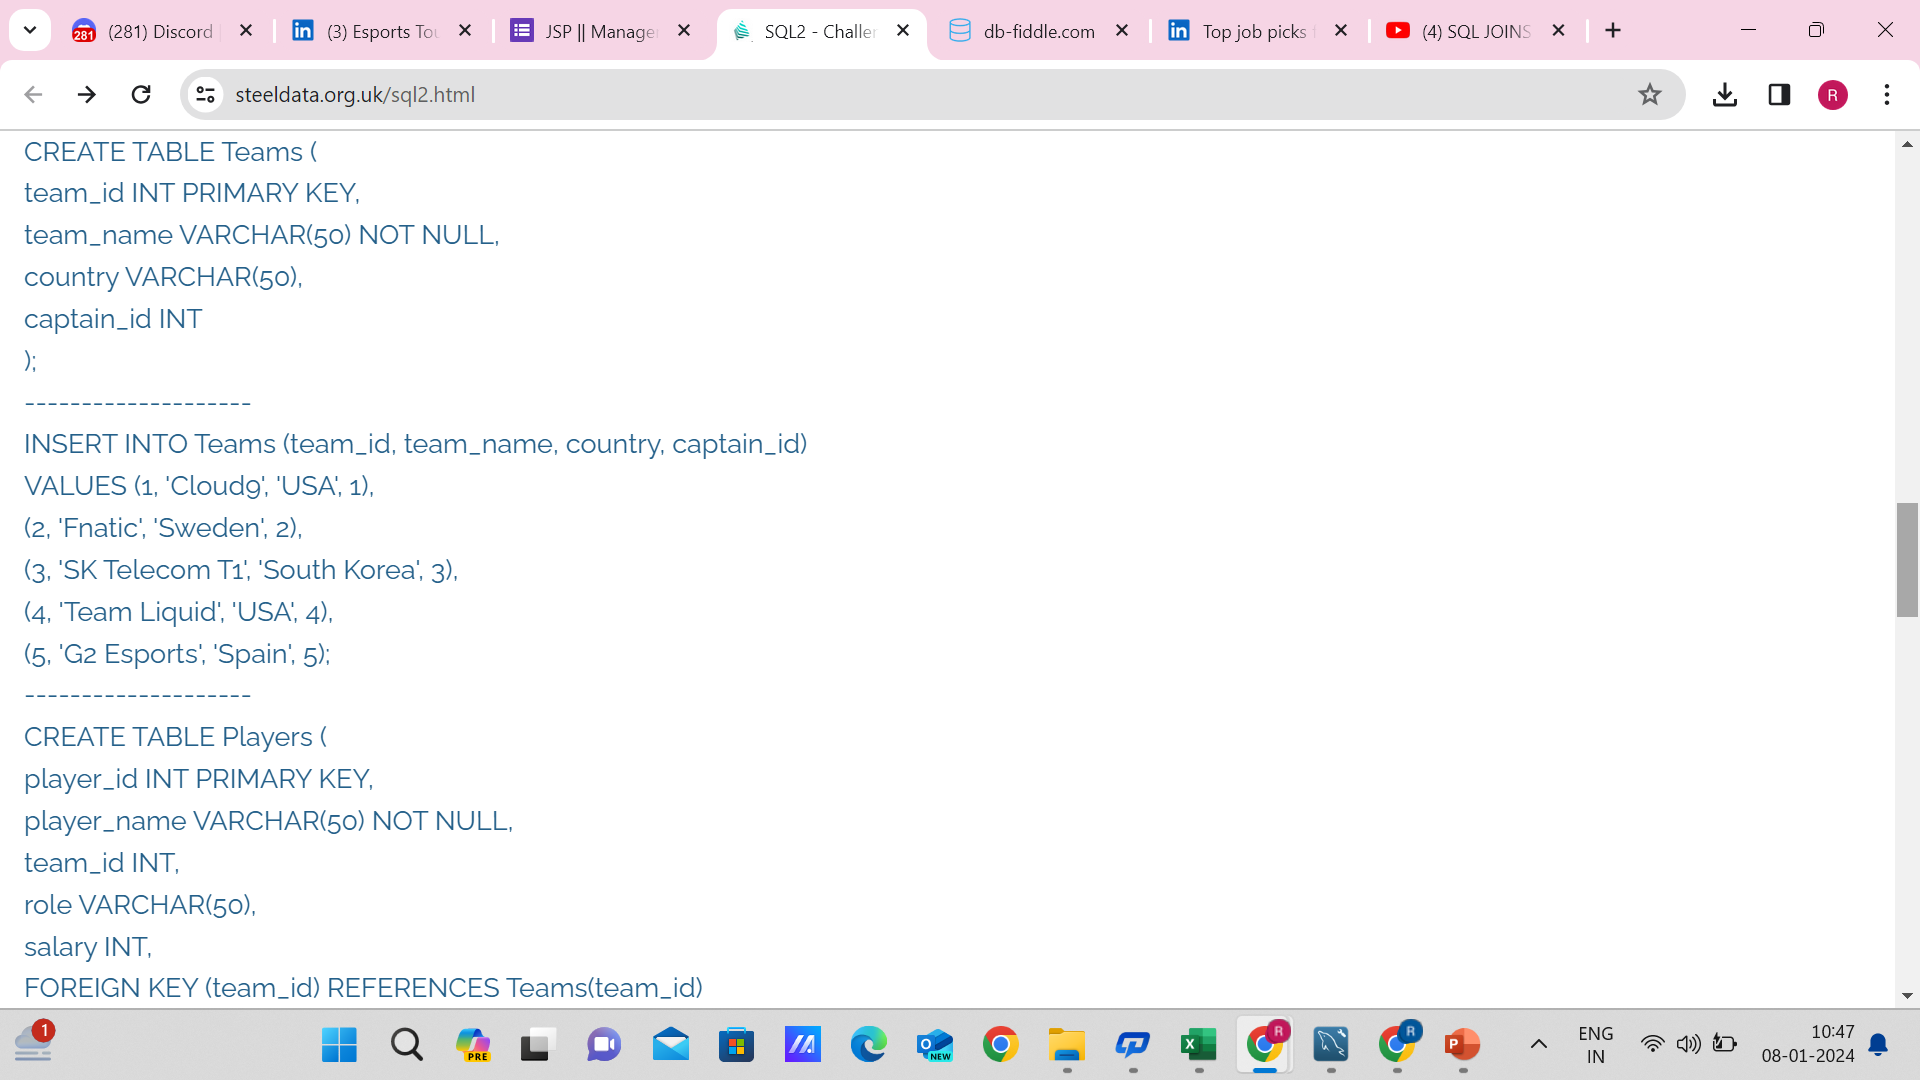 281
(281) Discord
(3) Esports Tou
JSP || Manage
SQL2 - Challen
db-fiddle.com
Top job picks f
(4) SQL JOINS
steeldata.org.uk/sql2.html
R
CREATE TABLE Teams (
team_id INT PRIMARY KEY,
team_name VARCHAR(50) NOT NULL,
country VARCHAR(50),
captain_id INT
);
--------------------
INSERT INTO Teams (team_id, team_name, country, captain_id)
VALUES (1, 'Cloud9', 'USA', 1),
(2, 'Fnatic', 'Sweden', 2),
(3, 'SK Telecom T1', 'South Korea', 3),
(4, 'Team Liquid', 'USA', 4),
(5, 'G2 Esports', 'Spain', 5);
--------------------
CREATE TABLE Players (
player_id INT PRIMARY KEY,
player_name VARCHAR(50) NOT NULL,
team_id INT,
role VARCHAR(50),
salary INT,
FOREIGN KEY (team_id) REFERENCES Teams(team_id)
1
PRE
NEW
R
R
ENG
IN
10:47
08-01-2024